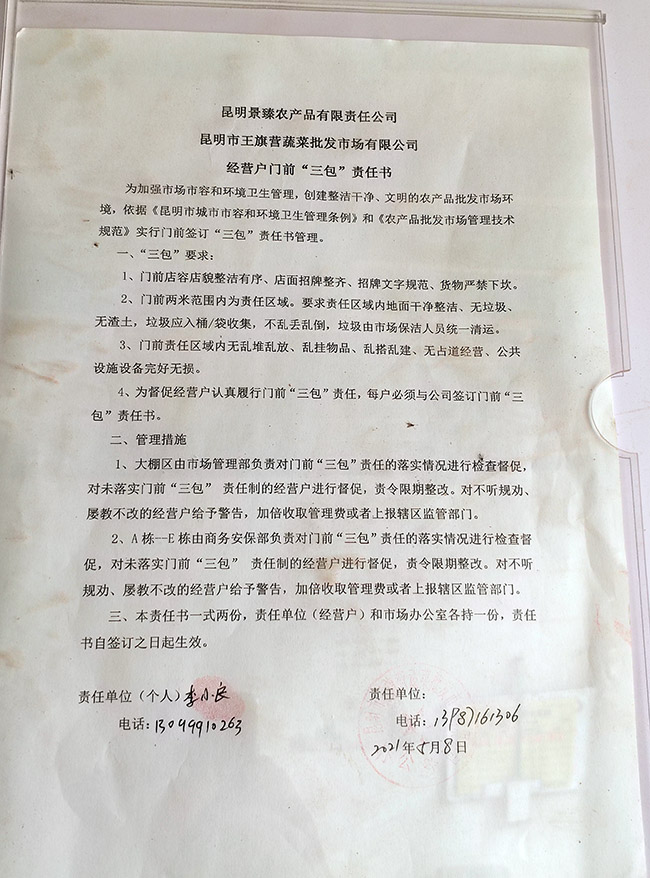 昆明景臻农产品有限责任公司
昆明市王旗营蔬菜批发市场有限公司
经营户门前“三包”责任书
为加强市场市容和环境卫生管理，创建整洁干净、文明的农产品批发市场环
境，依据《昆明市城市市容和环境卫生管理条例》和《农产品批发市场管理技术
规范》实行门前签订“三包”责任书管理。
一、“三包”要求：
1、门前店容店貌整洁有序、店面招牌整齐、招牌文字规范、货物严禁下坎。
2、门前两米范围内为责任区域。要求责任区域内地面干净整洁、无垃圾、
无渣土，垃圾应入桶/袋收集，不乱丢乱倒，垃圾由市场保洁人员统一清运。
3、门前责任区域内无乱堆乱放、乱挂物品、乱搭乱建、无占道经营、公共
设施设备完好无损。
4、为督促经营户认真履行门前“三包”责任，每户必须与公司签订门前“三
包”责任书。
二、管理措施
1、大棚区由市场管理部负责对门前“三包”责任的落实情况进行检查督促，
对未落实门前“三包” 责任制的经营户进行督促，责令限期整改。对不听规劝、
屡教不改的经营户给予警告，加倍收取管理费或者上报辖区监管部门。
2、A 栋--E 栋由商务安保部负责对门前“三包”责任的落实情况进行检查督
促，对未落实门前“三包” 责任制的经营户进行督促，责令限期整改。对不听
规劝、屡教不改的经营户给予警告，加倍收取管理费或者上报辖区监管部门。
三、本责任书一式两份，责任单位（经营户）和市场办公室各持一份，责任
书自签订之日起生效。
责任单位（个人）李小良
责任单位：
电话：13099910263
电话：13987161306
2021年5月8日